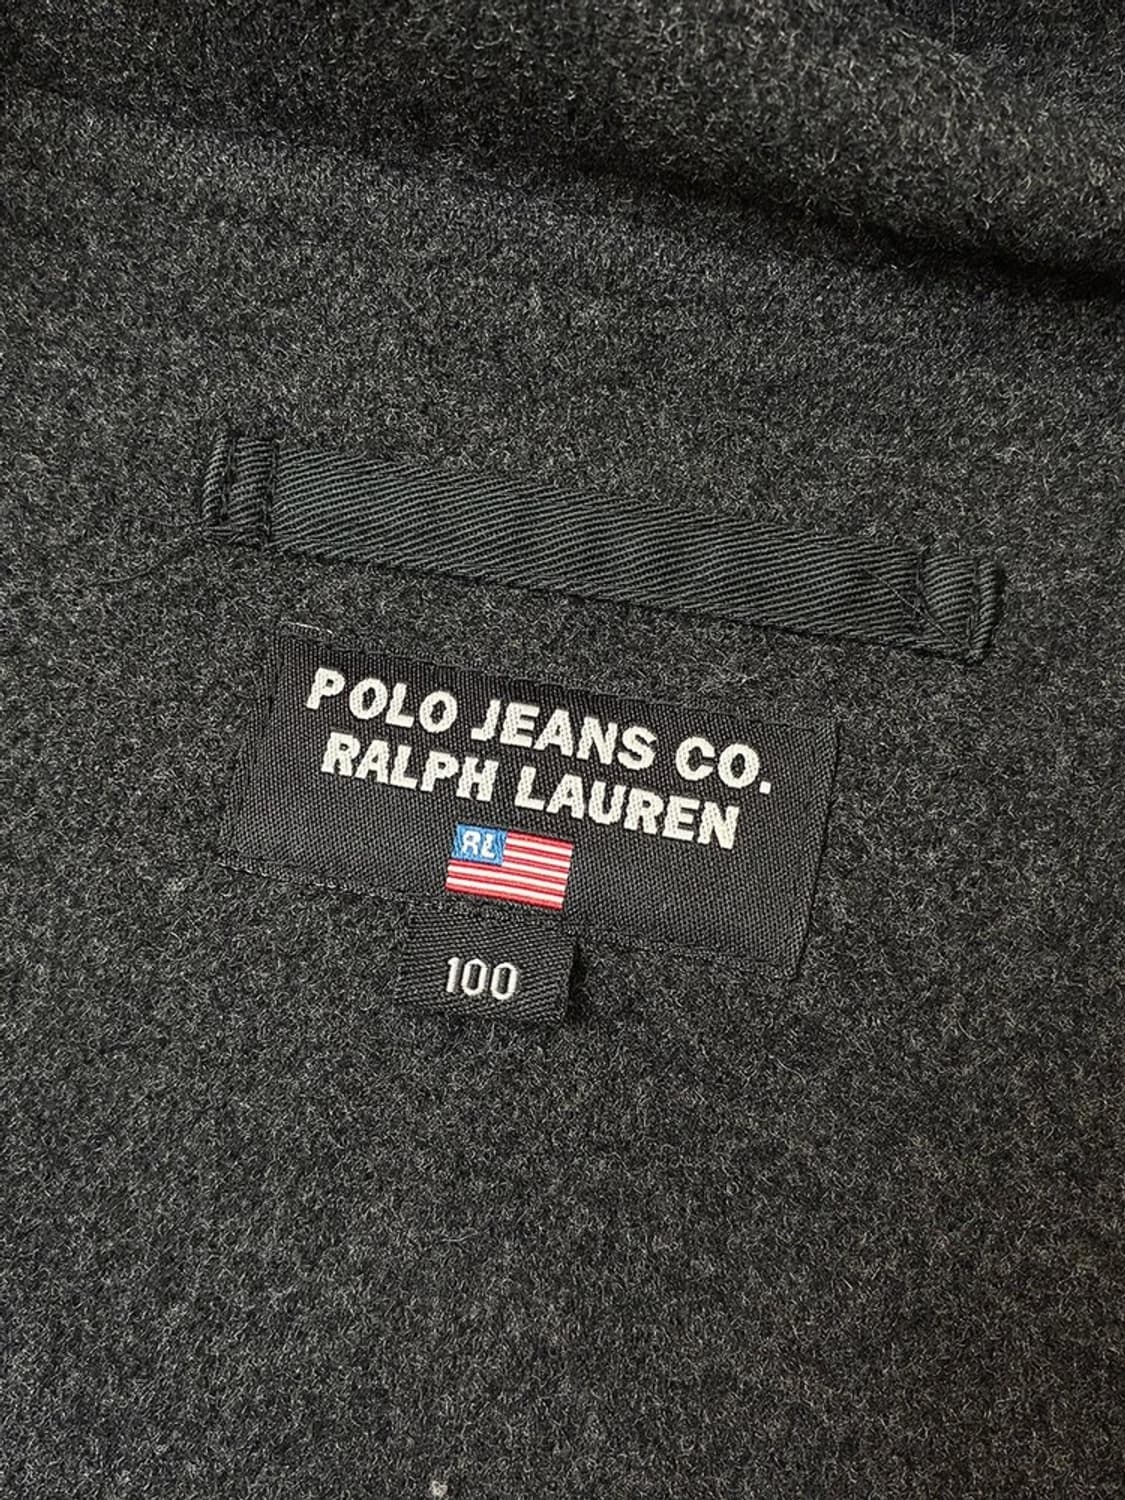 POLO JEANS CO.
RALPH LAUREN
RL
100